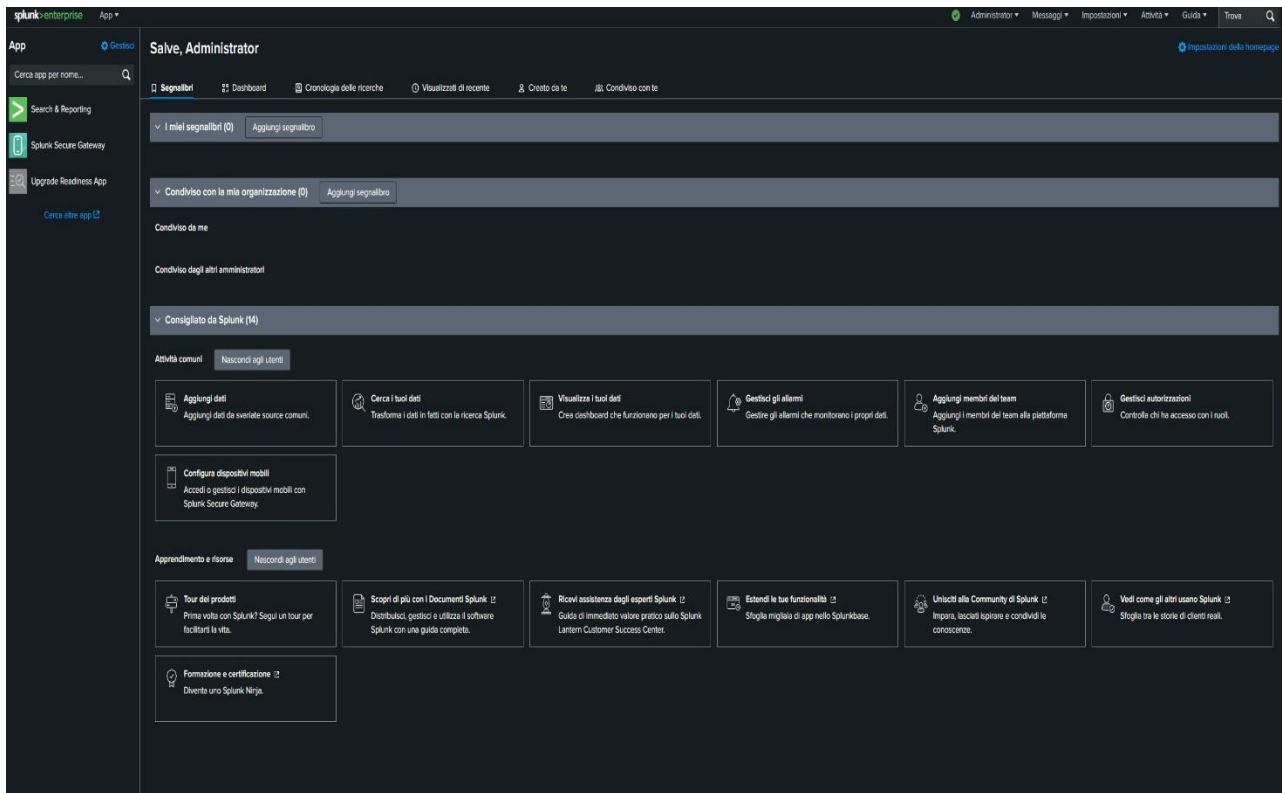 splunk>enterprise App
Administrator Messaggi Impostazioni Attività Guida Trova
App Gestisci
Cerca app per nome...
Search & Reporting
Splunk Secure Gateway
Upgrade Readiness App
Cerca altre app
Salve, Administrator
Impostazioni della homepage
Segnalibri Dashboard Cronologia delle ricerche Visualizzati di recente Creato da te Condiviso con te
I miei segnalibri (0) Aggiungi segnalibro
Condiviso con la mia organizzazione (0) Aggiungi segnalibro
Condiviso da me
Condiviso dagli altri amministratori
Consigliato da Splunk (14)
Attività comuni Nascondi agli utenti
Aggiungi dati
Aggiungi dati da svariate source comuni.
Cerca i tuoi dati
Trasforma i dati in fatti con la ricerca Splunk.
Visualizza i tuoi dati
Crea dashboard che funzionano per i tuoi dati.
Gestisci gli allarmi
Gestire gli allarmi che monitorano i propri dati.
Aggiungi membri del team
Aggiungi i membri del team alla piattaforma
Splunk.
Gestisci autorizzazioni
Controlla chi ha accesso con i ruoli.
Configura dispositivi mobili
Accedi o gestisci i dispositivi mobili con
Splunk Secure Gateway.
Apprendimento e risorse Nascondi agli utenti
Tour dei prodotti
Prima volta con Splunk? Segui un tour per
facilitarti la vita.
Scopri di più con i Documenti Splunk
Distribuisci, gestisci e utilizza il software
Splunk con una guida completa.
Ricevi assistenza dagli esperti Splunk
Guida di immediato valore pratico sullo Splunk
Lantern Customer Success Center.
Estendi le tue funzionalità
Sfoglia migliaia di app nello Splunkbase.
Unisciti alla Community di Splunk
Impara, lasciati ispirare e condividi le
conoscenze.
Vedi come gli altri usano Splunk
Sfoglia tra le storie di clienti reali.
Formazione e certificazione
Divente uno Splunk Ninja.